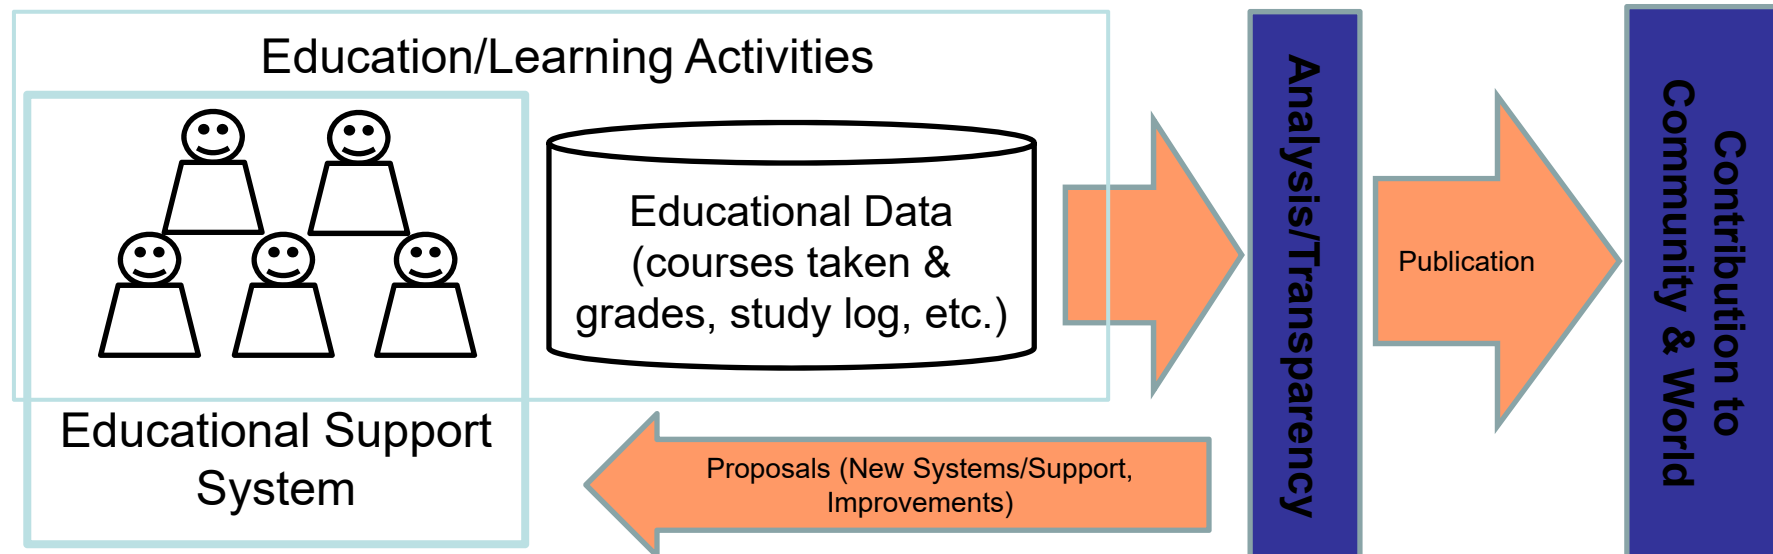 Education/Learning Activities
Educational Data
(courses taken &
grades, study log, etc.)
Educational Support
System
Proposals (New Systems/Support,
Improvements)
Analysis/Transparency
Publication
Contribution to
Community & World